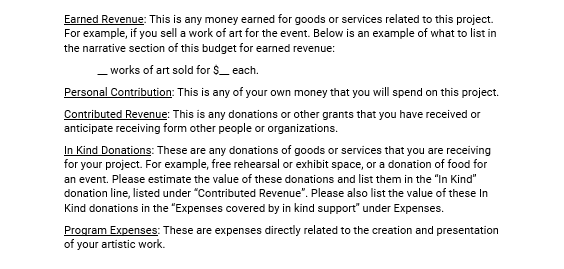 Earned Revenue: This is any money earned for goods or services related to this project.
For example, if you sell a work of art for the event. Below is an example of what to list in
the narrative section of this budget for earned revenue:
__ works of art sold for $__ each.
Personal Contribution: This is any of your own money that you will spend on this project.
Contributed Revenue: This is any donations or other grants that you have received or
anticipate receiving form other people or organizations.
In Kind Donations: These are any donations of goods or services that you are receiving
for your project. For example, free rehearsal or exhibit space, or a donation of food for
an event. Please estimate the value of these donations and list them in the “In Kind”
donation line, listed under “Contributed Revenue”. Please also list the value of these In
Kind donations in the “Expenses covered by in kind support” under Expenses.
Program Expenses: These are expenses directly related to the creation and presentation
of your artistic work.